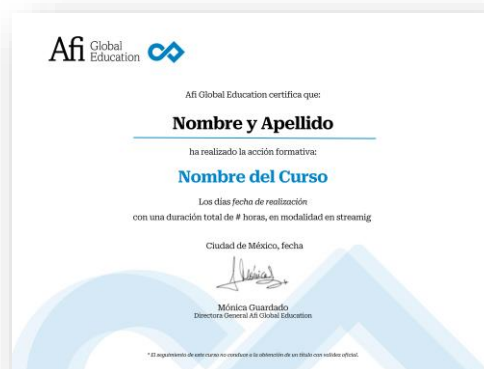 Afi Global Education
Afi Global Education certifica que:
Nombre y Apellido
ha realizado la acción formativa:
Nombre del Curso
Los días fecha de realización
con una duración total de # horas, en modalidad en streamig
Ciudad de México, fecha
Mónica Guardado
Directora General Afi Global Education
* El seguimiento de este curso no conduce a la obtención de un título con validez oficial.